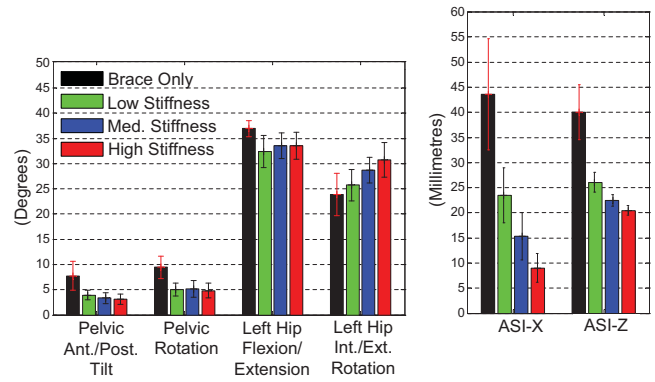 50
45
40
35
30
25
20
15
10
5
0
(Degrees)
Brace Only
Low Stiffness
Med. Stiffness
High Stiffness
Pelvic
Ant./Post.
Tilt
Pelvic
Rotation
Left Hip
Flexion/
Extension
Left Hip
Int./Ext.
Rotation
60
55
50
45
40
35
30
25
20
15
10
5
0
(Millimetres)
ASI-X
ASI-Z